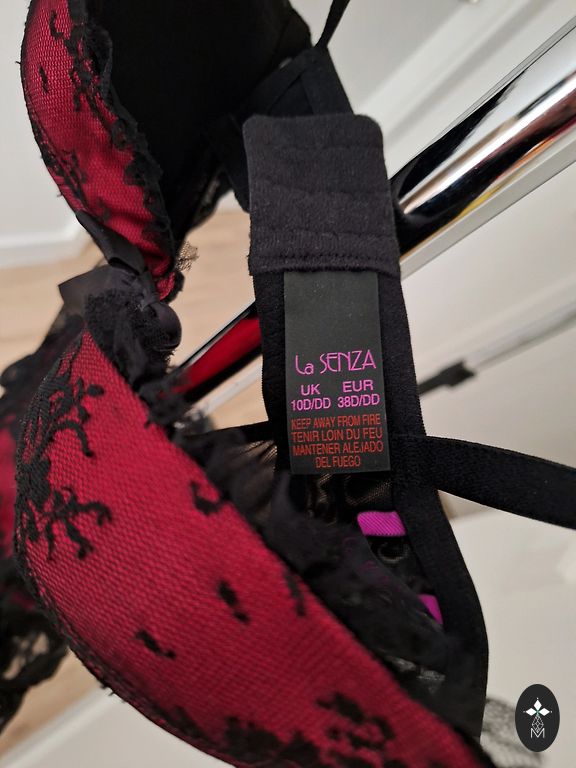 La SENZA
UK EUR
10D/DD 38D/DD
KEEP AWAY FROM FIRE
TENIR LOIN DU FEU
MANTENER ALEJADO
DEL FUEGO
M